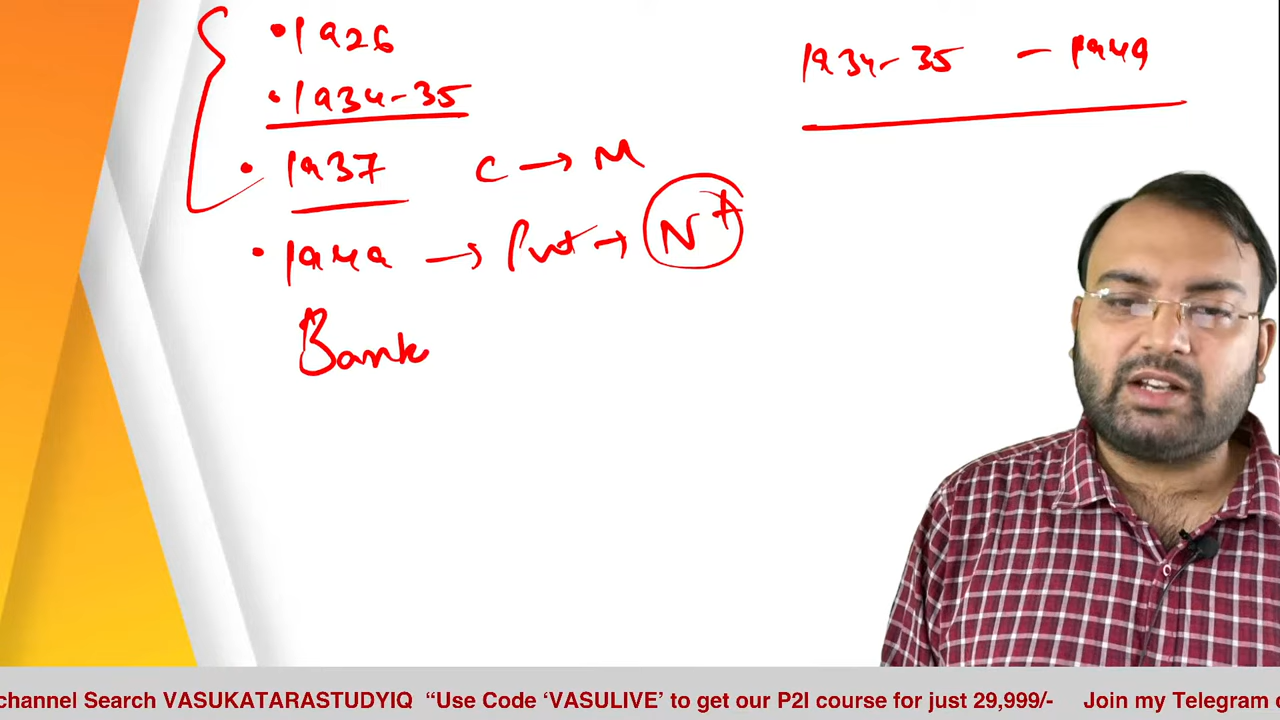 • 1926
• 1934-35
• 1937 C → M
• 1949 → Pvt → N^n
Bank
1934-35 - 1949
channel Search VASUKATARASTUDYIQ “Use Code ‘VASULIVE’ to get our P2I course for just 29,999/- Join my Telegram